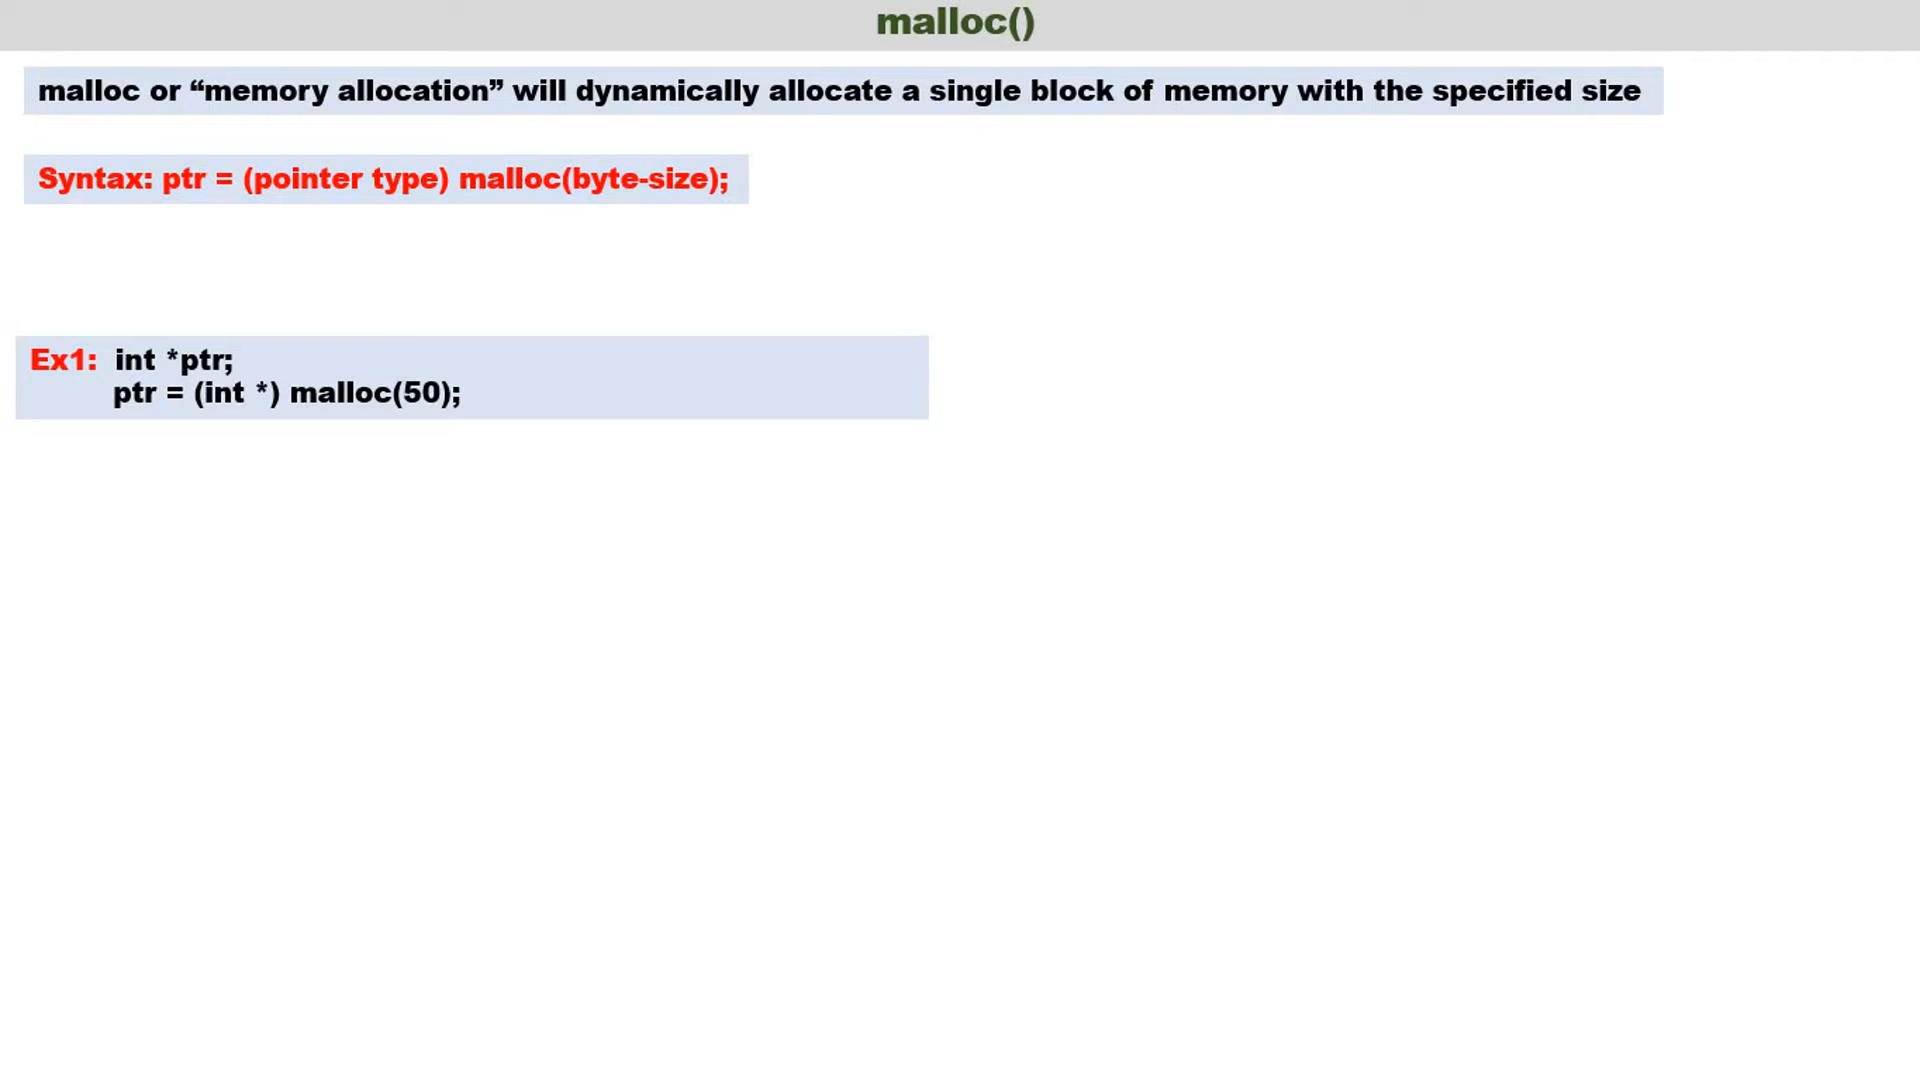 malloc()
malloc or “memory allocation” will dynamically allocate a single block of memory with the specified size
Syntax: ptr = (pointer type) malloc(byte-size);
Ex1: int *ptr;
ptr = (int *) malloc(50);